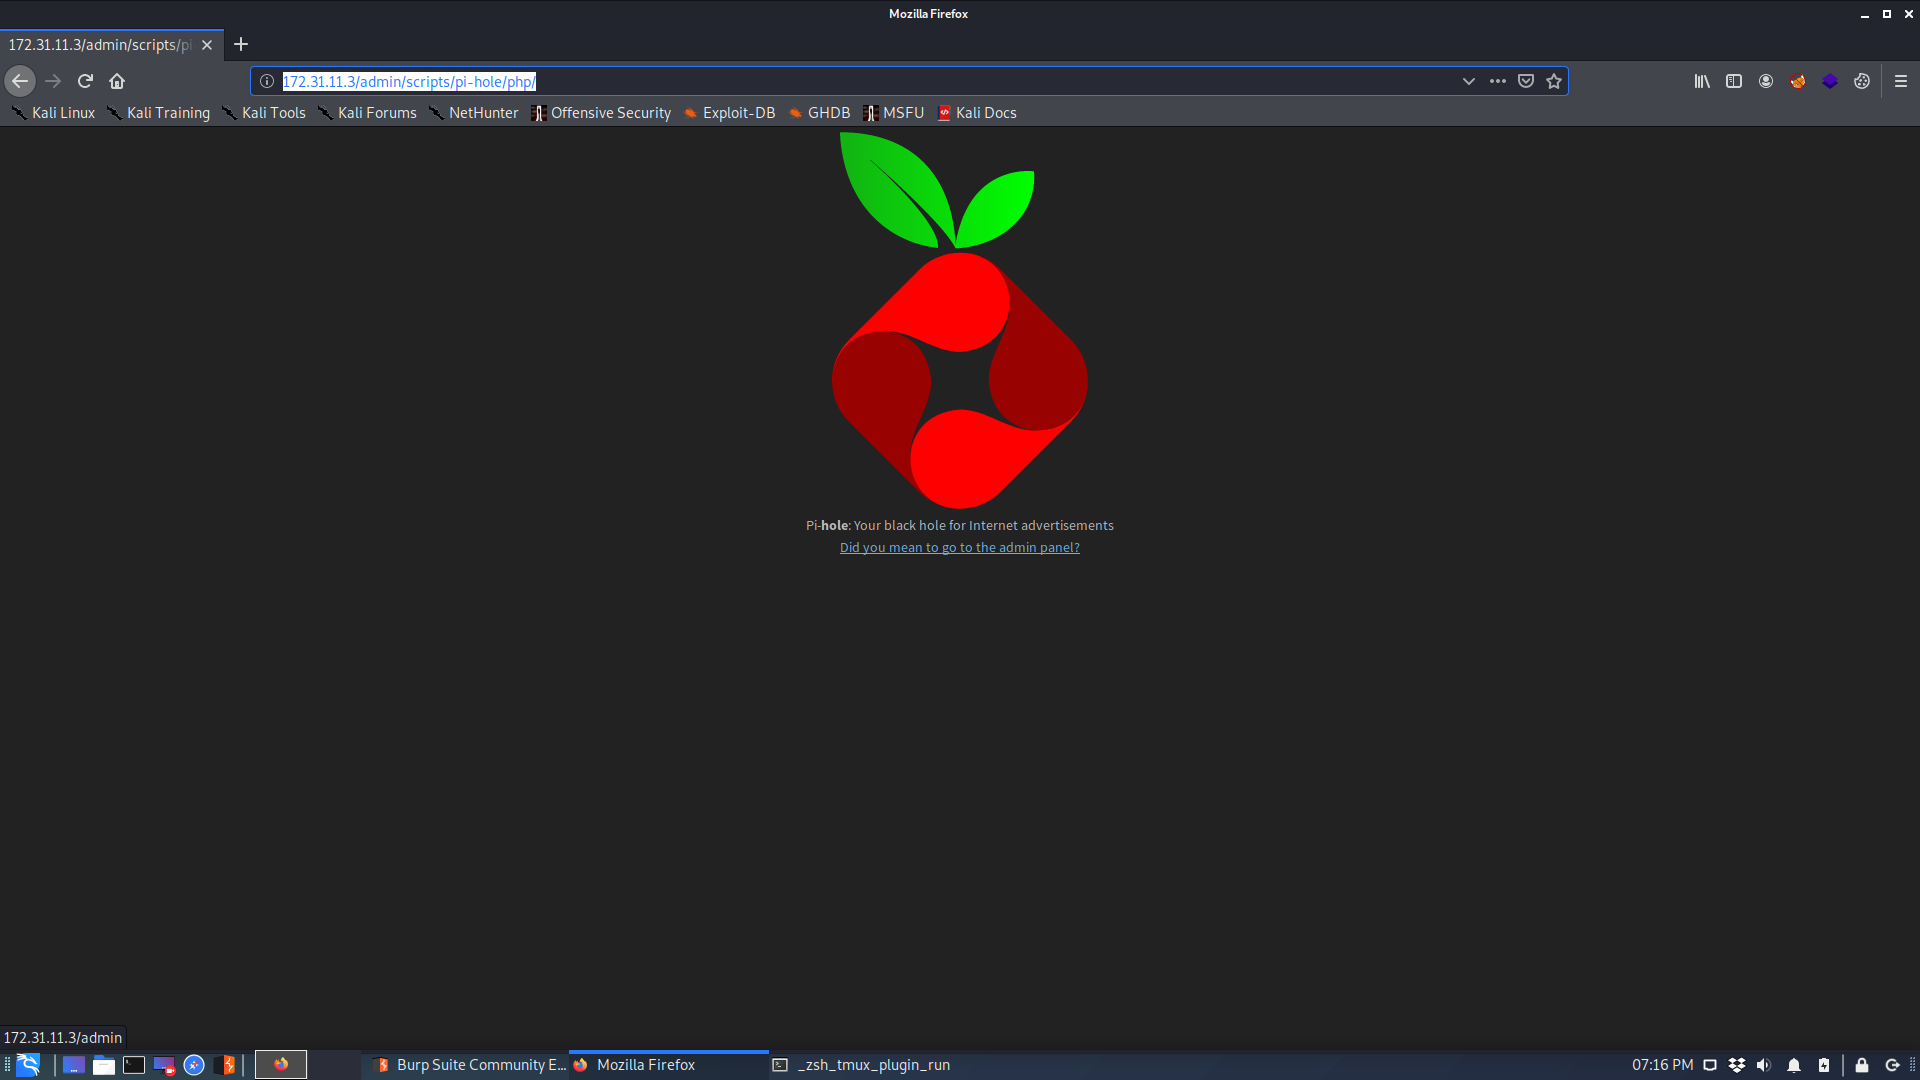 Mozilla Firefox
172.31.11.3/admin/scripts/pi
172.31.11.3/admin/scripts/pi-hole/php/
Kali Linux Kali Training Kali Tools Kali Forums NetHunter Offensive Security Exploit-DB GHDB MSFU Kali Docs
Pi-hole: Your black hole for Internet advertisements
Did you mean to go to the admin panel?
172.31.11.3/admin
Burp Suite Community E... Mozilla Firefox _zsh_tmux_plugin_run 07:16 PM